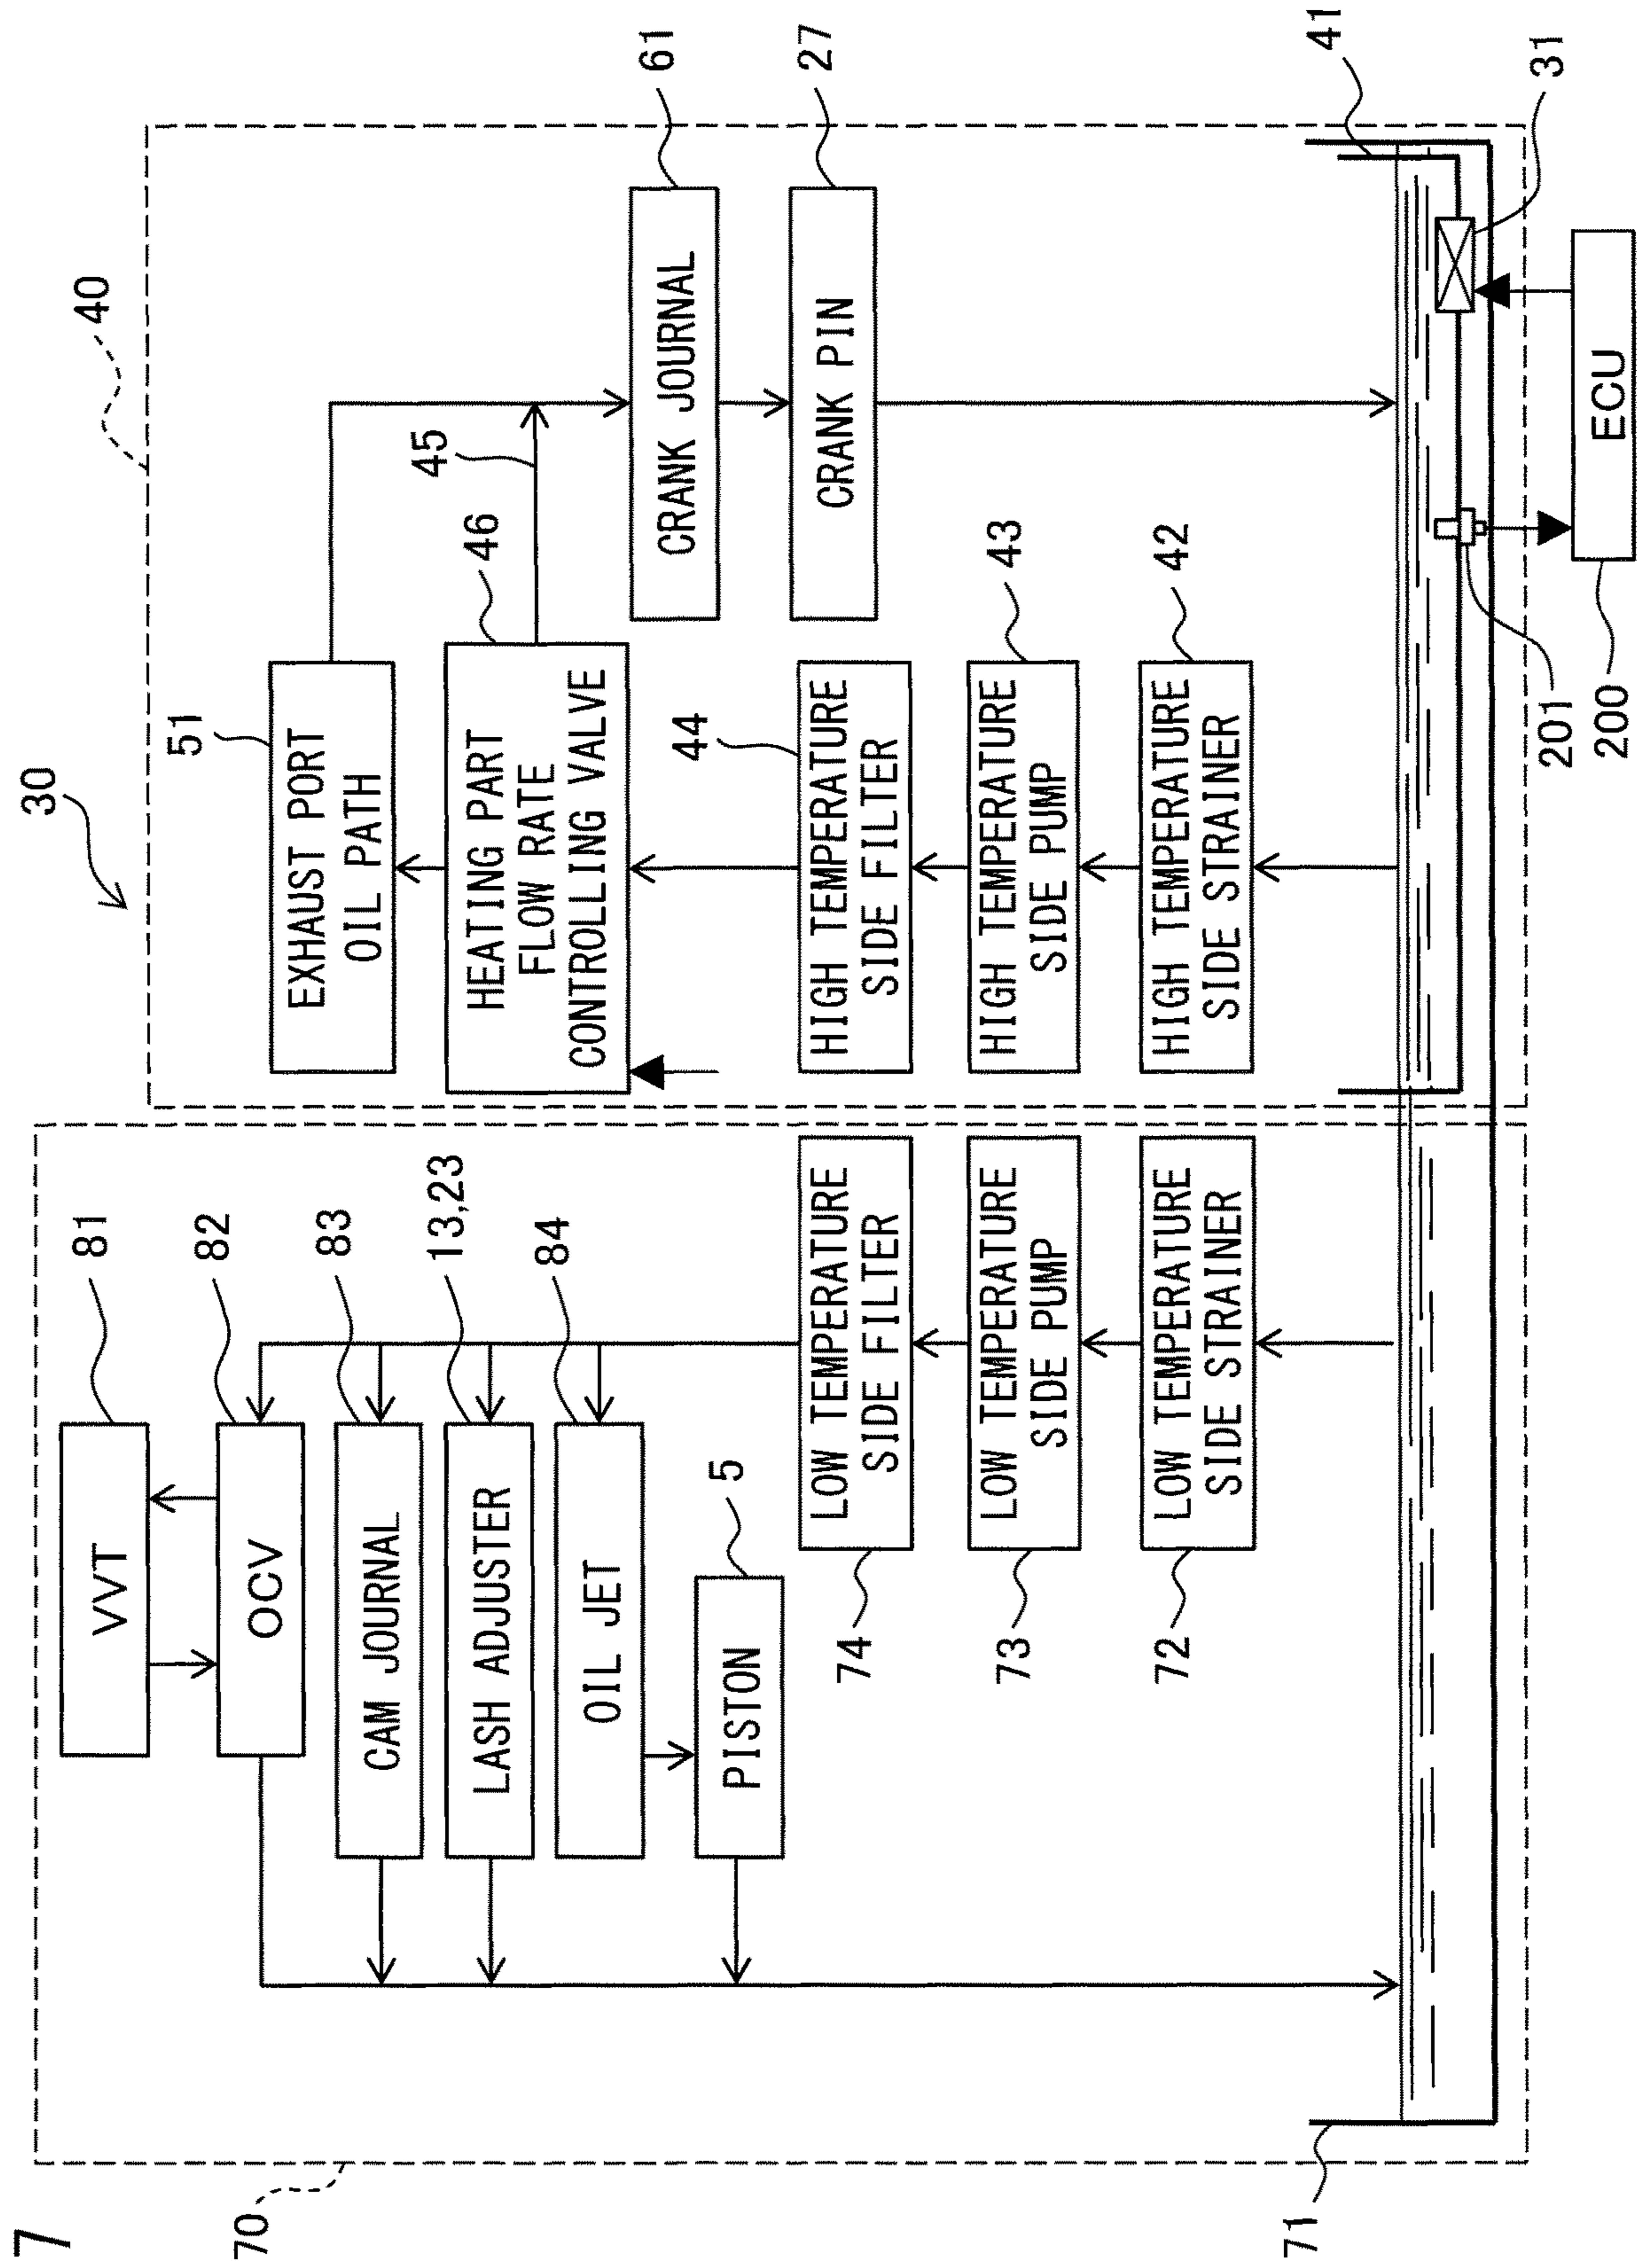 7
30
40
70
VVT
81
OCV
82
CAM JOURNAL
83
LASH ADJUSTER
13,23
OIL JET
84
PISTON
5
LOW TEMPERATURE
SIDE FILTER
74
LOW TEMPERATURE
SIDE PUMP
73
LOW TEMPERATURE
SIDE STRAINER
72
71
EXHAUST PORT
OIL PATH
51
HEATING PART
FLOW RATE
CONTROLLING VALVE
46
45
CRANK JOURNAL
61
CRANK PIN
27
HIGH TEMPERATURE
SIDE FILTER
44
HIGH TEMPERATURE
SIDE PUMP
43
HIGH TEMPERATURE
SIDE STRAINER
42
41
31
201
200
ECU